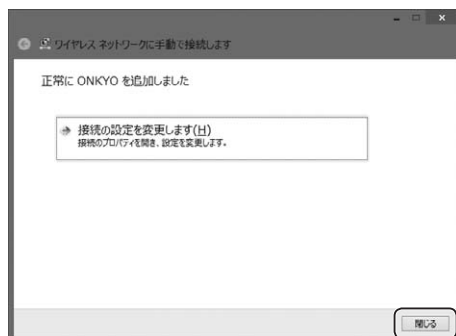 ワイヤレス ネットワークに手動で接続します
正常に ONKYO を追加しました
接続の設定を変更します(H)
接続のプロパティを開き、設定を変更します。
閉じる